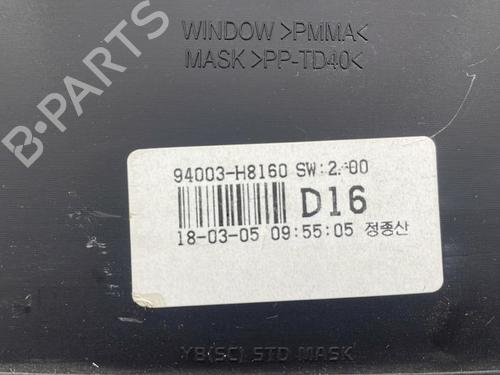 WINDOW >PMMA<
MASK >PP-TD40<
B-PARTS
94003-H8160 SW:2.00
D16
18-03-05 09:55:05 정종산
YB(SC) STD MASK